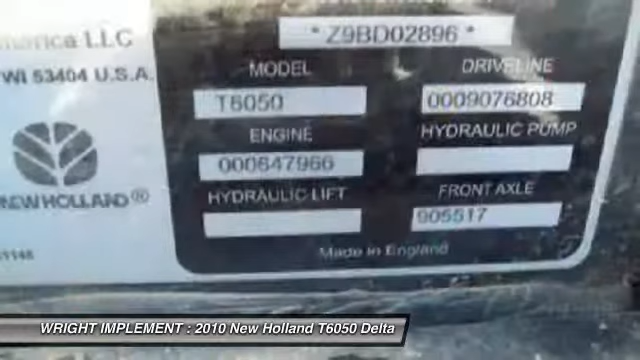 * Z9BD02896 *
America LLC
WI 53404 U.S.A.
MODEL
DRIVELINE
T6050
0009076808
ENGINE
HYDRAULIC PUMP
000647966
NEW HOLLAND®
HYDRAULIC LIFT
FRONT AXLE
905517
Made in England
WRIGHT IMPLEMENT : 2010 New Holland T6050 Delta